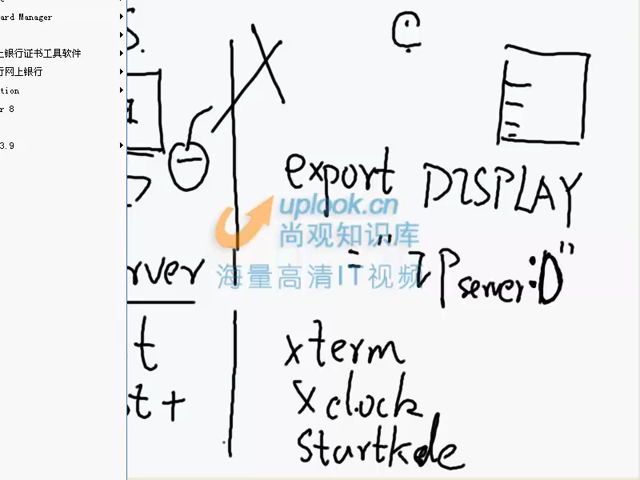 ard Manager
上银行证书工具软件
行网上银行
tion
r 8
3.9
S.
X
C
export DISPLAY
= "IPserver:0"
rver
t
xterm
st +
xclock
startkde
uplook.cn
尚观知识库
海量高清IT视频